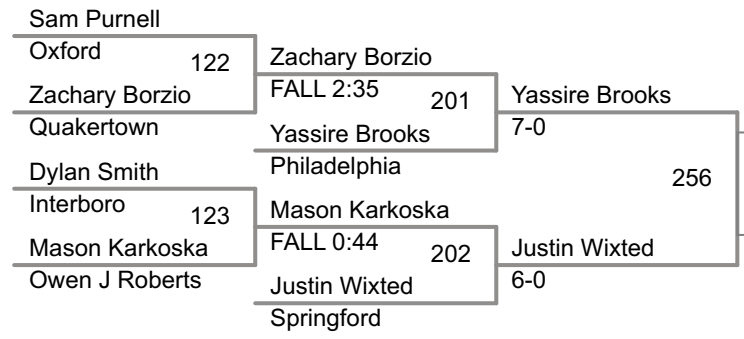 Sam Purnell
Oxford
122
Zachary Borzio
Quakertown
Dylan Smith
Interboro
123
Mason Karkoska
Owen J Roberts
Zachary Borzio
FALL 2:35
201
Yassire Brooks
Philadelphia
Mason Karkoska
FALL 0:44
202
Justin Wixted
Springford
Yassire Brooks
7-0
256
Justin Wixted
6-0